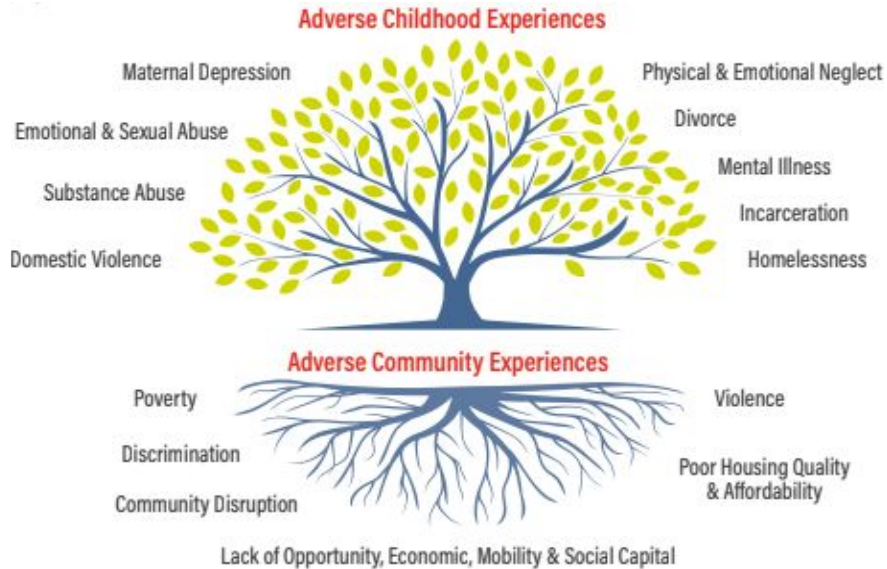 Adverse Childhood Experiences
Maternal Depression
Physical & Emotional Neglect
Emotional & Sexual Abuse
Divorce
Substance Abuse
Mental Illness
Incarceration
Domestic Violence
Homelessness
Adverse Community Experiences
Poverty
Violence
Discrimination
Poor Housing Quality
& Affordability
Community Disruption
Lack of Opportunity, Economic, Mobility & Social Capital